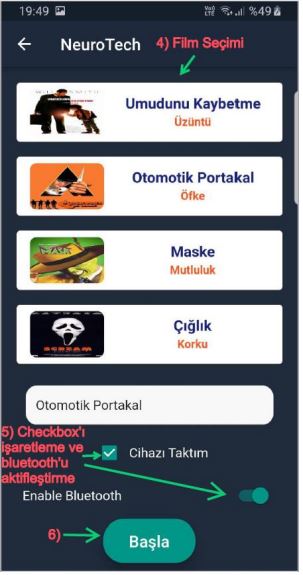 19:49 %49
NeuroTech
4) Film Seçimi
Umudunu Kaybetme
Üzüntü
Otomotik Portakal
Öfke
Maske
Mutluluk
Çığlık
Korku
SCREAM
Otomotik Portakal
5) Checkbox'ı
işaretleme ve
bluetooth'u
aktifleştirme
Cihazı Taktım
Enable Bluetooth
6)
Başla